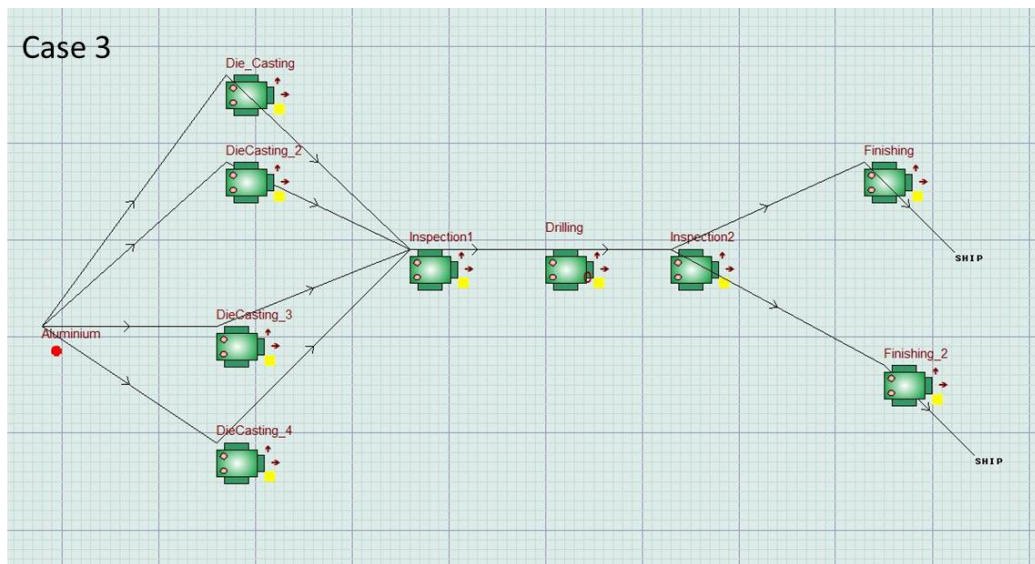 Case 3
Die_Casting
DieCasting_2
Finishing
Inspection1
Drilling
Inspection2
SHIP
DieCasting_3
Aluminium
Finishing_2
DieCasting_4
SHIP